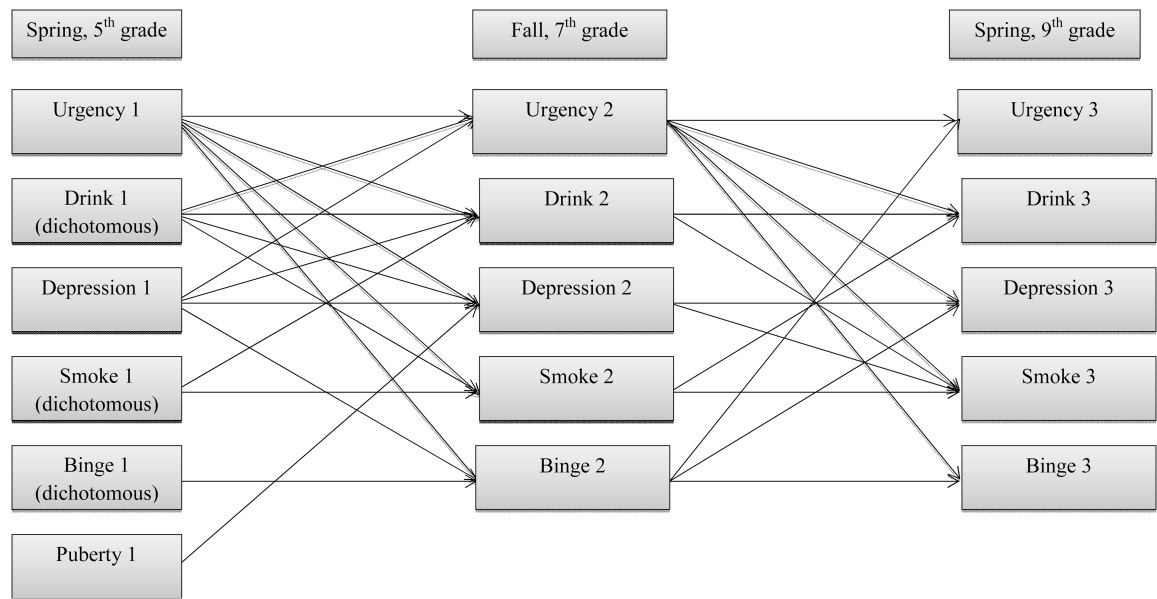 Spring, 5th grade
Fall, 7th grade
Spring, 9th grade
Urgency 1
Urgency 2
Urgency 3
Drink 1
(dichotomous)
Drink 2
Drink 3
Depression 1
Depression 2
Depression 3
Smoke 1
(dichotomous)
Smoke 2
Smoke 3
Binge 1
(dichotomous)
Binge 2
Binge 3
Puberty 1